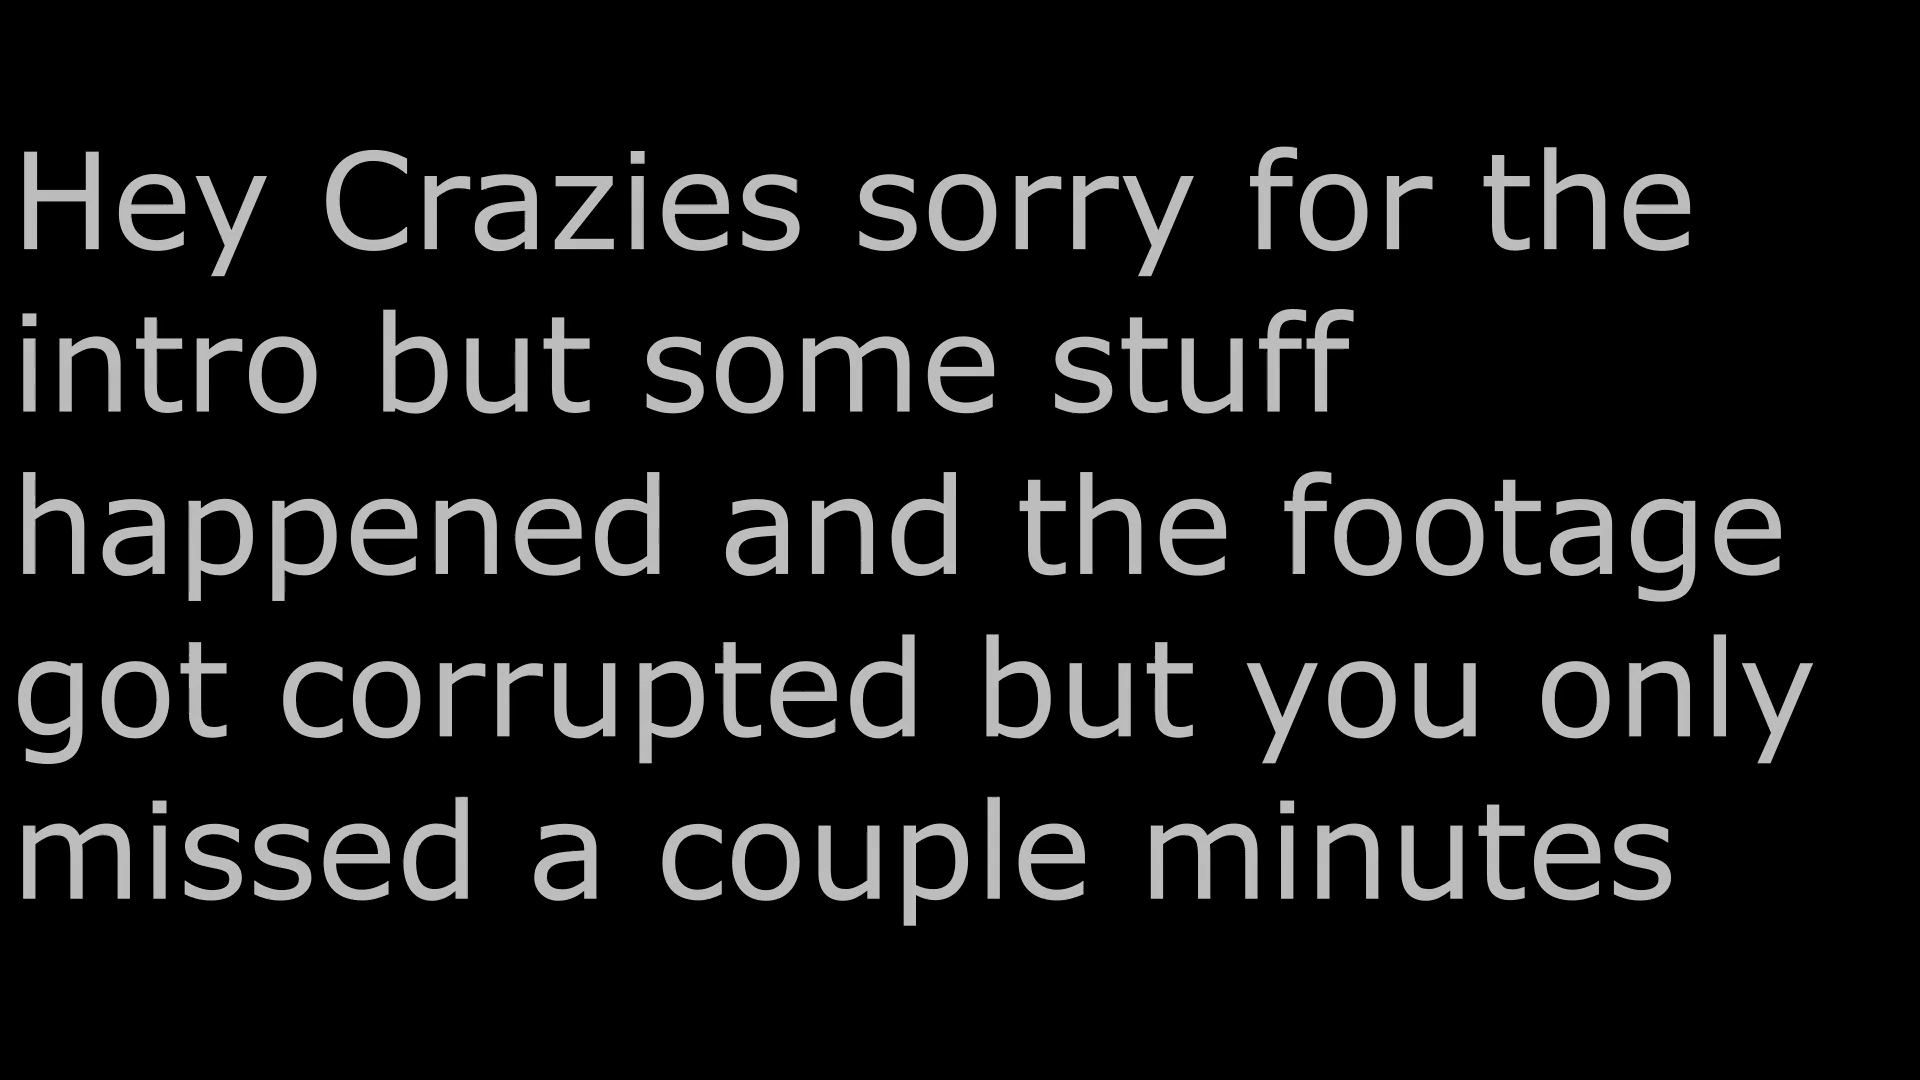 Hey Crazies sorry for the
intro but some stuff
happened and the footage
got corrupted but you only
missed a couple minutes